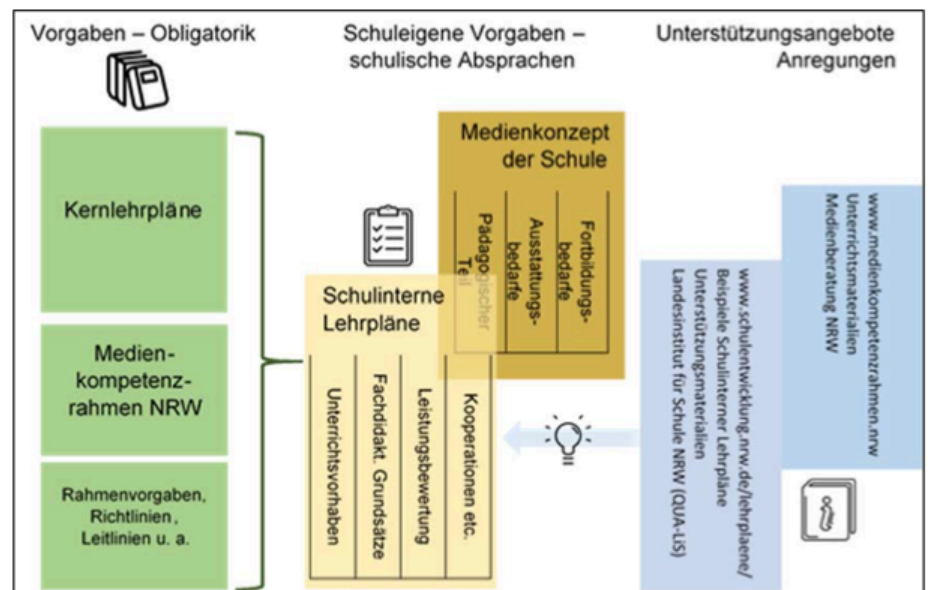 Vorgaben – Obligatorik
Kernlehrpläne
Medien-
kompetenz-
rahmen NRW
Rahmenvorgaben,
Richtlinien,
Leitlinien u. a.
Schuleigene Vorgaben –
schulische Absprachen
Medienkonzept
der Schule
Pädagogischer
Teil
Ausstattungs-
bedarfe
Fortbildungs-
bedarfe
Schulinterne
Lehrpläne
Unterrichtsvorhaben
Fachdidakt. Grundsätze
Leistungsbewertung
Kooperationen etc.
Unterstützungsangebote
Anregungen
www.medienkompetenzrahmen.nrw
Unterrichtsmaterialien
Medienberatung NRW
www.schulentwicklung.nrw.de/lehrplaene/
Beispiele Schulinterner Lehrpläne
Unterstützungsmaterialien
Landesinstitut für Schule NRW (QUA-LiS)